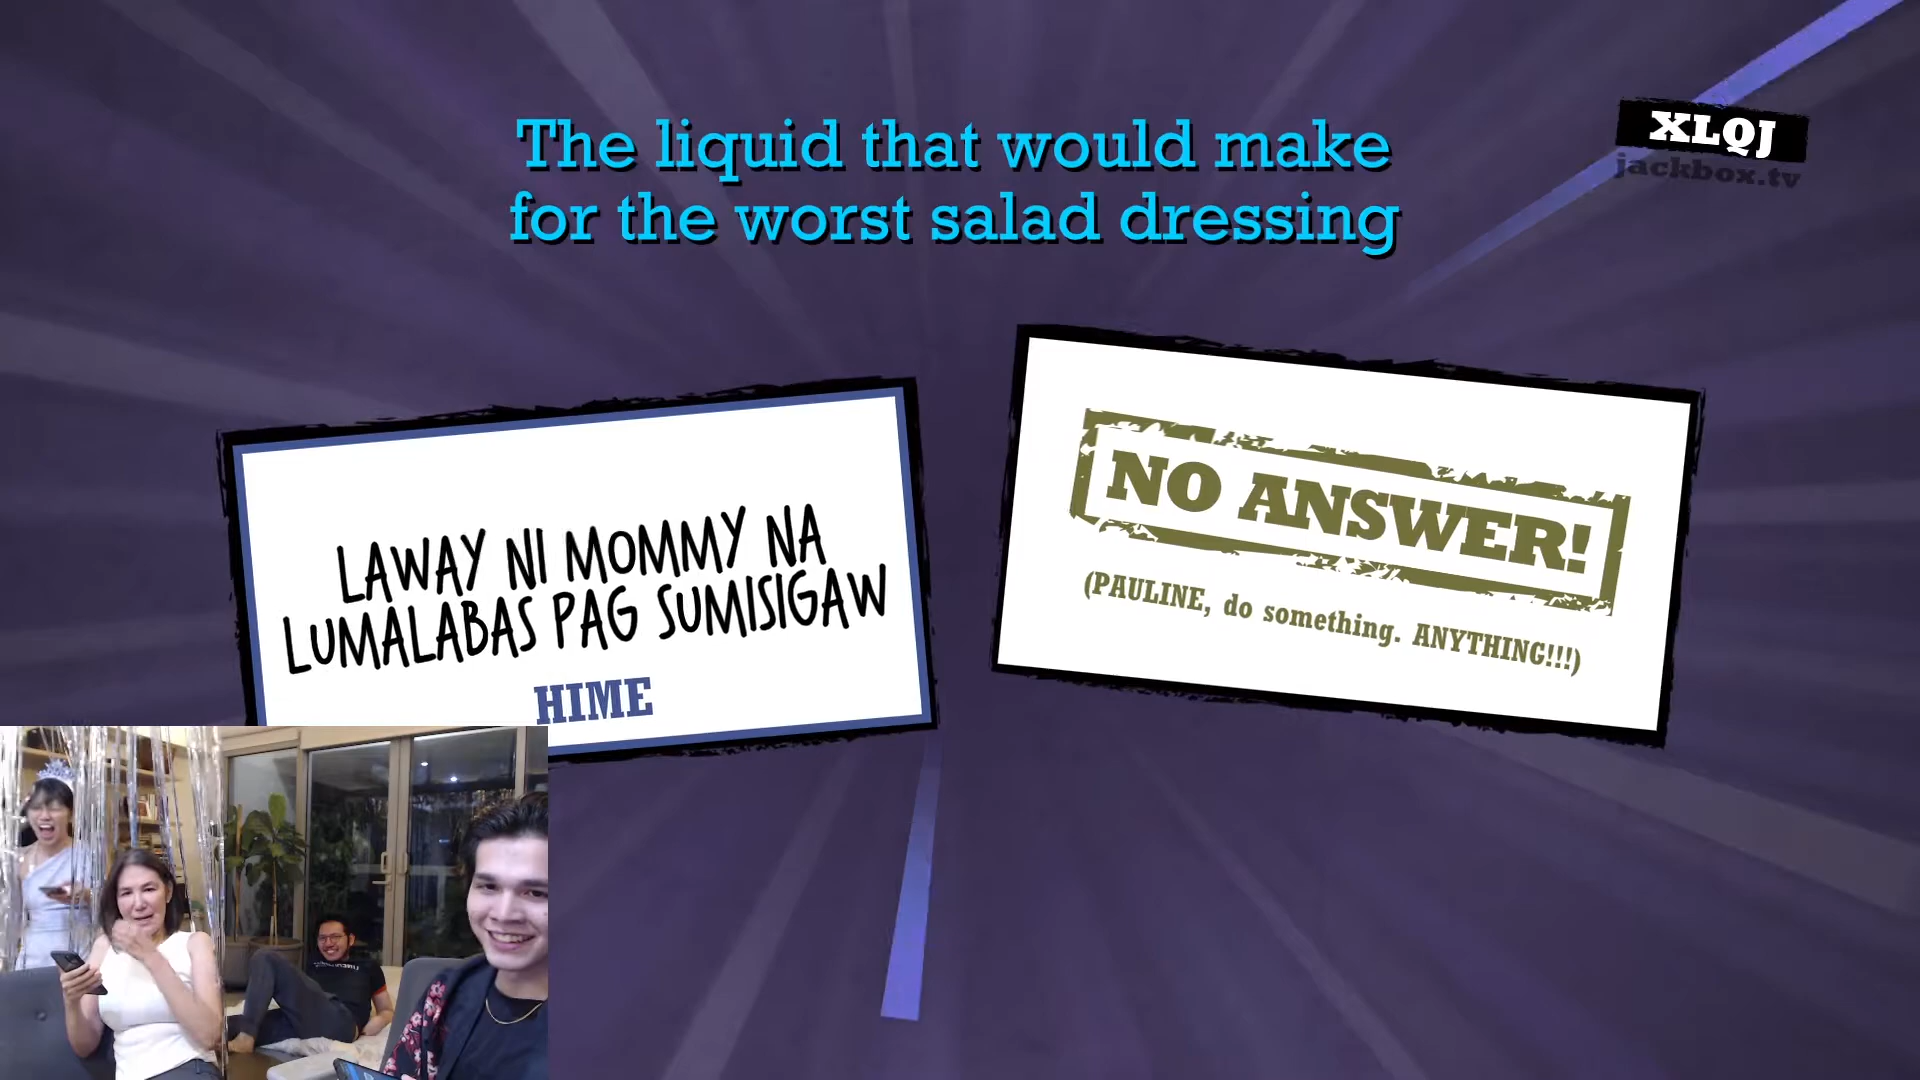 The liquid that would make
for the worst salad dressing
XLQJ
jackbox.tv
LAWAY NI MOMMY NA
LUMALABAS PAG SUMISIGAW
HIME
NO ANSWER!
(PAULINE, do something. ANYTHING!!!)